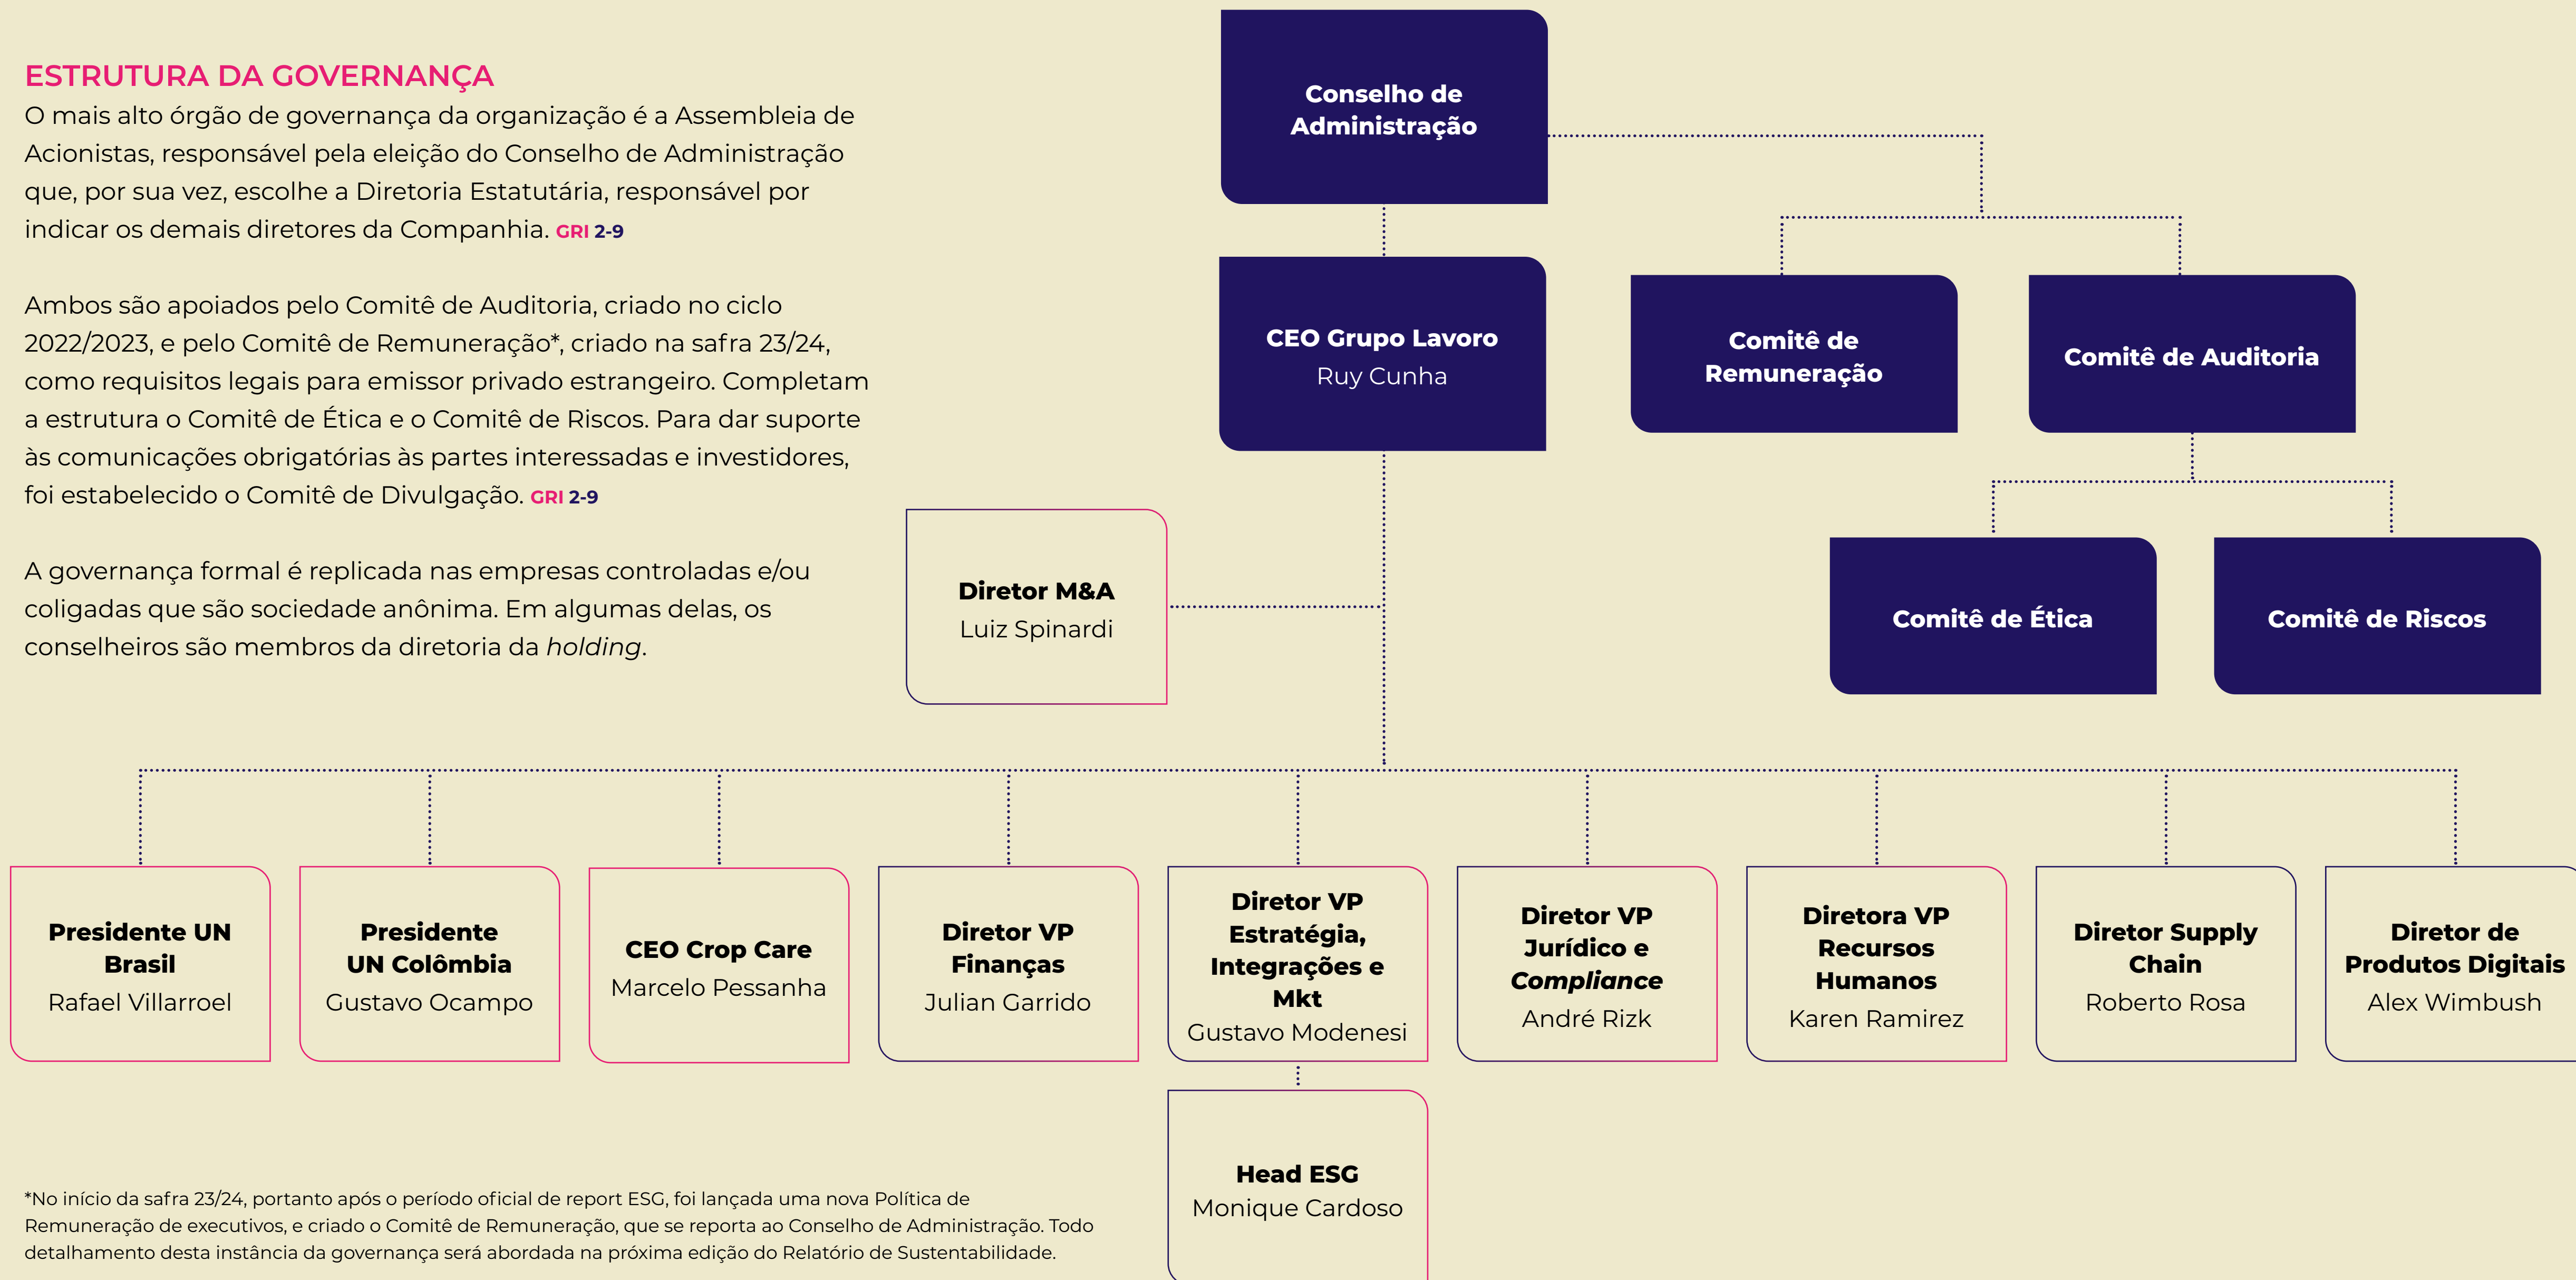 ESTRUTURA DA GOVERNANÇA
O mais alto órgão de governança da organização é a Assembleia de
Acionistas, responsável pela eleição do Conselho de Administração
que, por sua vez, escolhe a Diretoria Estatutária, responsável por
indicar os demais diretores da Companhia. GRI 2-9
Ambos são apoiados pelo Comitê de Auditoria, criado no ciclo
2022/2023, e pelo Comitê de Remuneração*, criado na safra 23/24,
como requisitos legais para emissor privado estrangeiro. Completam
a estrutura o Comitê de Ética e o Comitê de Riscos. Para dar suporte
às comunicações obrigatórias às partes interessadas e investidores,
foi estabelecido o Comitê de Divulgação. GRI 2-9
A governança formal é replicada nas empresas controladas e/ou
coligadas que são sociedade anônima. Em algumas delas, os
conselheiros são membros da diretoria da holding.
Conselho de
Administração
CEO Grupo Lavoro
Ruy Cunha
Comitê de
Remuneração
Comitê de Auditoria
Comitê de Ética
Comitê de Riscos
Diretor M&A
Luiz Spinardi
Presidente UN
Brasil
Rafael Villarroel
Presidente
UN Colômbia
Gustavo Ocampo
CEO Crop Care
Marcelo Pessanha
Diretor VP
Finanças
Julian Garrido
Diretor VP
Estratégia,
Integrações e
Mkt
Gustavo Modenesi
Diretor VP
Jurídico e
Compliance
André Rizk
Diretora VP
Recursos
Humanos
Karen Ramirez
Diretor Supply
Chain
Roberto Rosa
Diretor de
Produtos Digitais
Alex Wimbush
Head ESG
Monique Cardoso
*No início da safra 23/24, portanto após o período oficial de report ESG, foi lançada uma nova Política de
Remuneração de executivos, e criado o Comitê de Remuneração, que se reporta ao Conselho de Administração. Todo
detalhamento desta instância da governança será abordada na próxima edição do Relatório de Sustentabilidade.